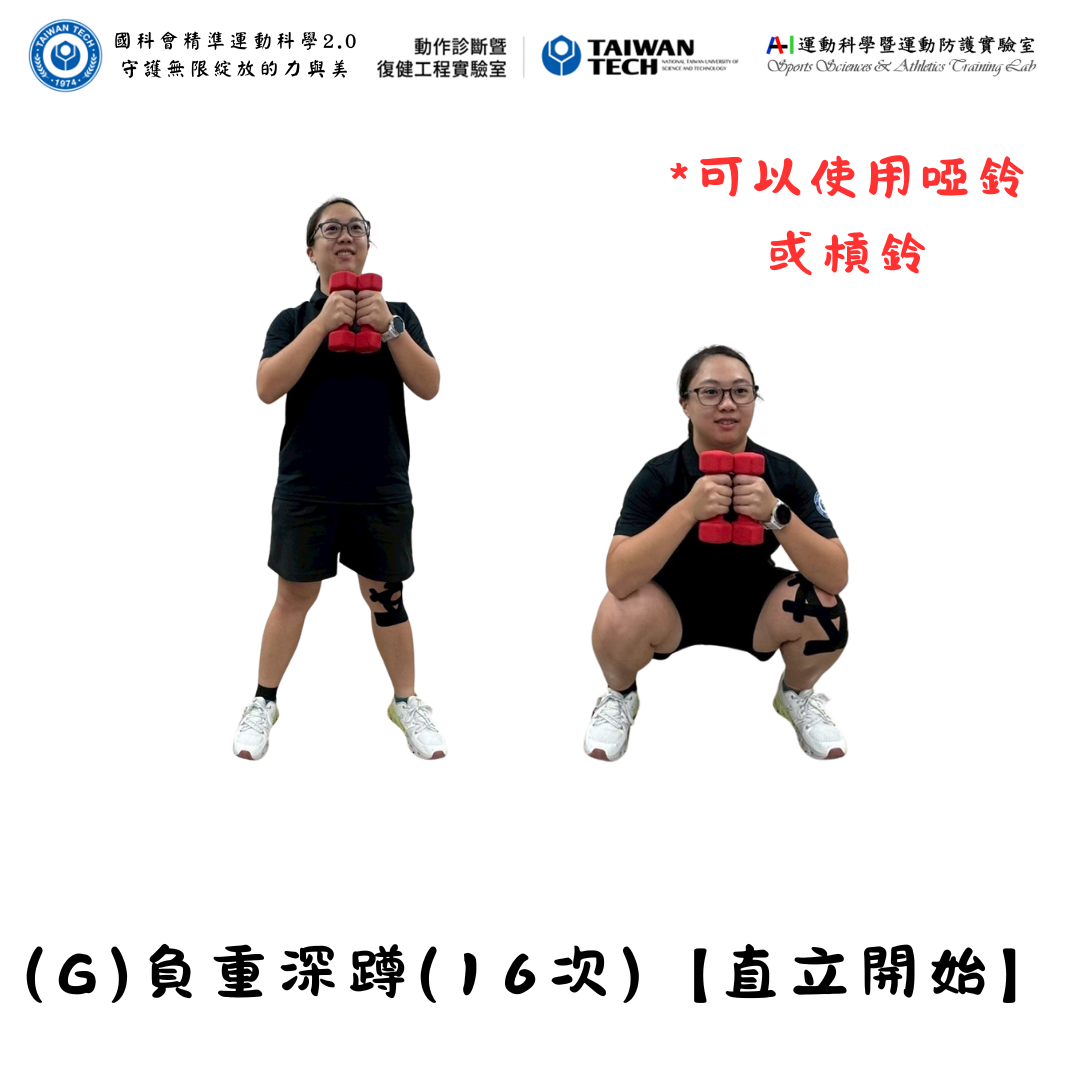 TAIWAN TECH
1974
國科會精準運動科學2.0
守護無限綻放的力與美
動作診斷暨
復健工程實驗室
TAIWAN
TECH
NATIONAL TAIWAN UNIVERSITY OF
SCIENCE AND TECHNOLOGY
A-I運動科學暨運動防護實驗室
Sports Sciences & Athletics Training Lab
*可以使用啞鈴
或槓鈴
(G)負重深蹲(16次)【直立開始】